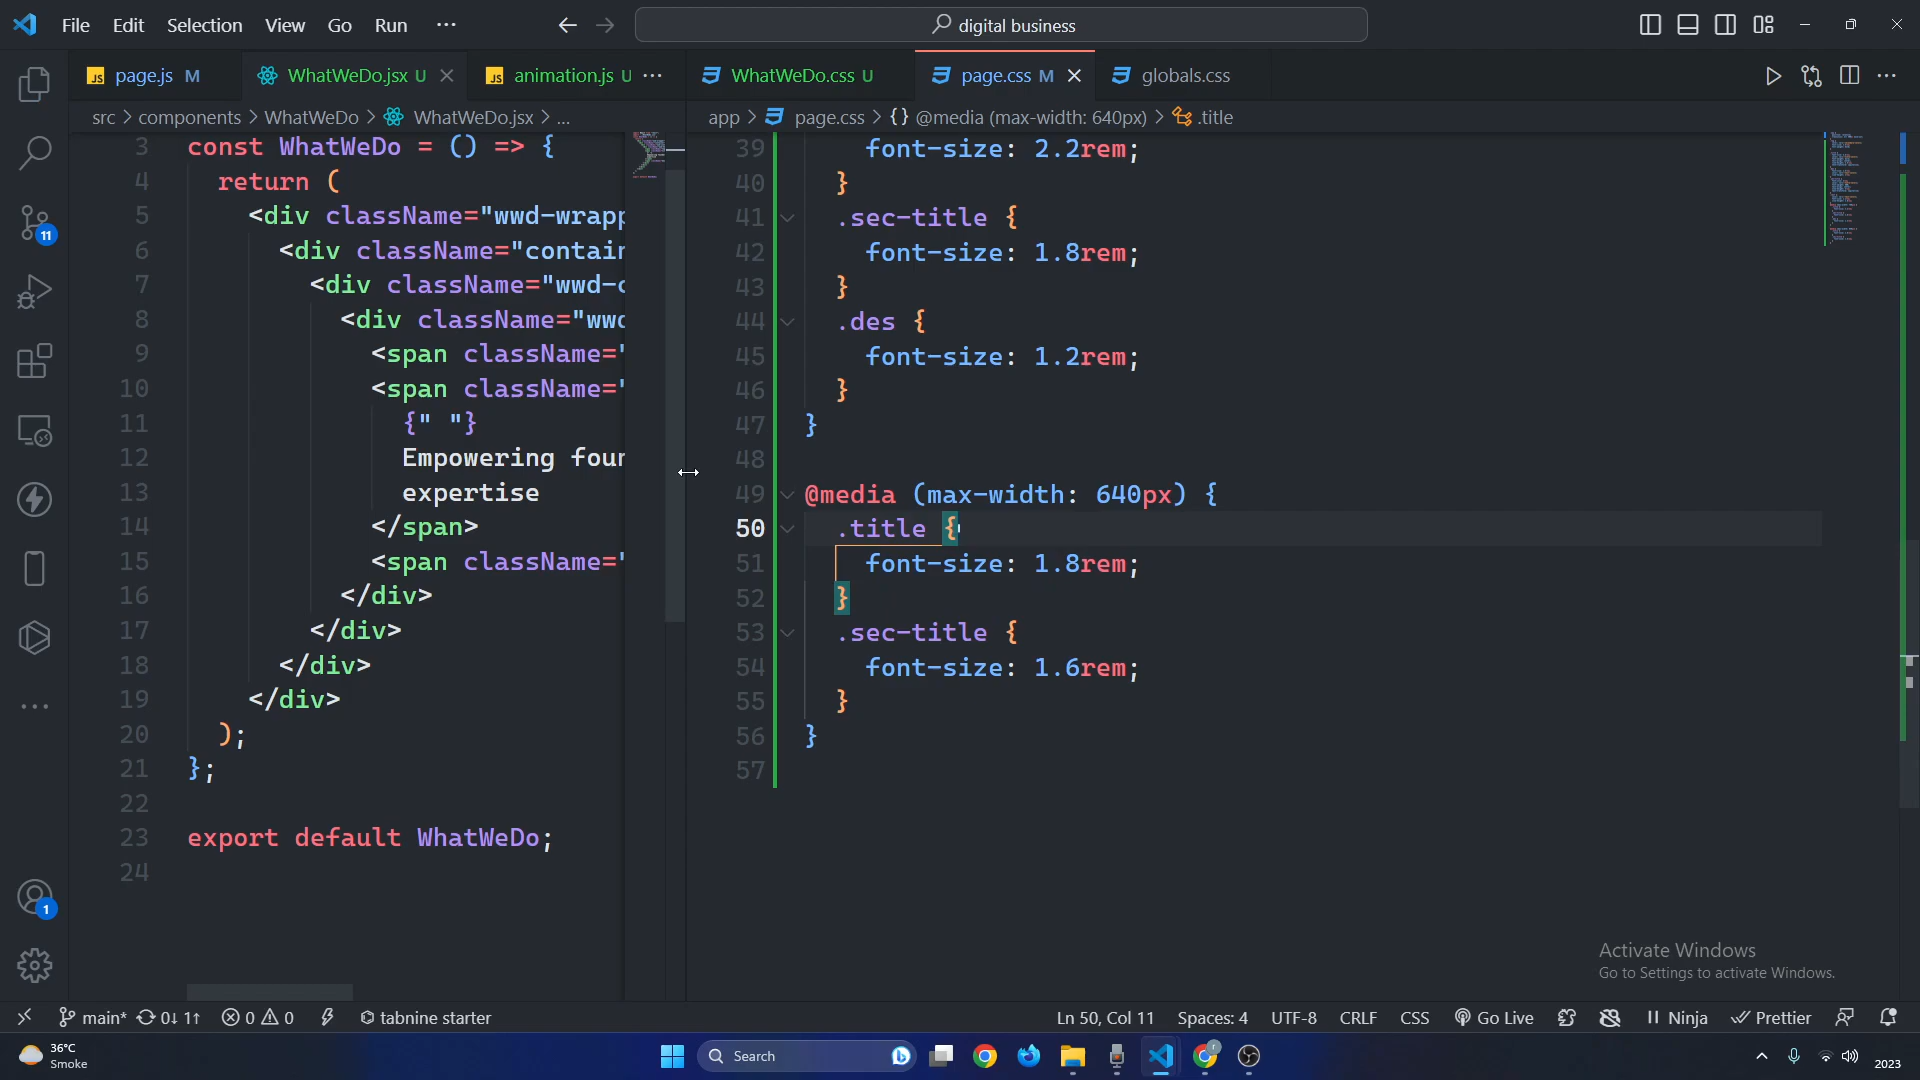 File Edit Selection View Go Run ···
digital business
page.js M
WhatWeDo.jsx U
animation.js U ···
WhatWeDo.css U
page.css M
globals.css
src > components > WhatWeDo > WhatWeDo.jsx > ...
app > page.css > {} @media (max-width: 640px) > .title
3 const WhatWeDo = () => {
4 return (
5 <div className="wwd-wrapp
6 <div className="contain
7 <div className="wwd-c
8 <div className="wwd
9 <span className="
10 <span className="
11 {" "}
12 Empowering foun
13 expertise
14 </span>
15 <span className="
16 </div>
17 </div>
18 </div>
19 </div>
20 );
21 };
22
23 export default WhatWeDo;
24
39 font-size: 2.2rem;
40 }
41 .sec-title {
42 font-size: 1.8rem;
43 }
44 .des {
45 font-size: 1.2rem;
46 }
47 }
48
49 @media (max-width: 640px) {
50 .title {
51 font-size: 1.8rem;
52 }
53 .sec-title {
54 font-size: 1.6rem;
55 }
56 }
57
11
1
Activate Windows
Go to Settings to activate Windows.
main* 0↓ 1↑ 0 0 tabnine starter
Ln 50, Col 11 Spaces: 4 UTF-8 CRLF CSS Go Live Ninja Prettier
36°C
Smoke
Search
2023